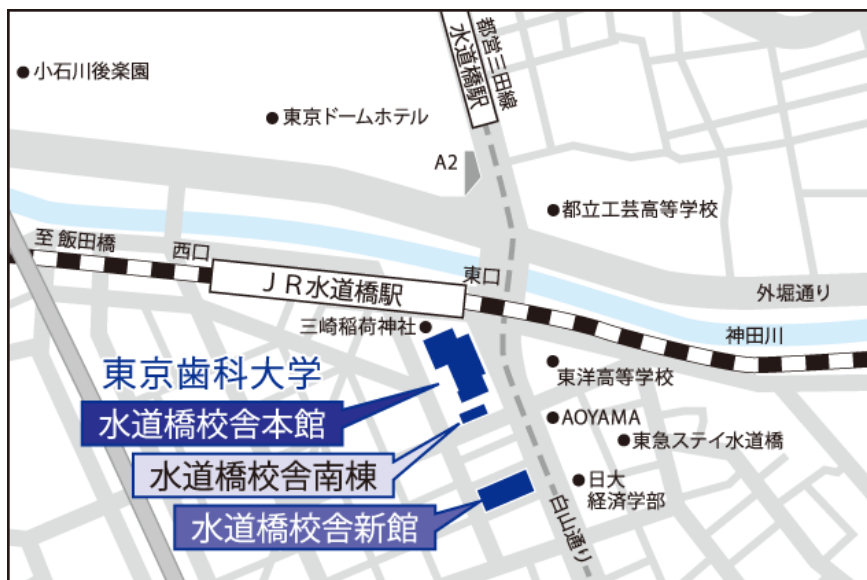 小石川後楽園
東京ドームホテル
都営三田線
水道橋駅
A2
都立工芸高等学校
至 飯田橋
西口
JR水道橋駅
東口
外堀通り
神田川
三崎稲荷神社
東京歯科大学
水道橋校舎本館
水道橋校舎南棟
水道橋校舎新館
東洋高等学校
AOYAMA
東急ステイ水道橋
日大
経済学部
白山通り